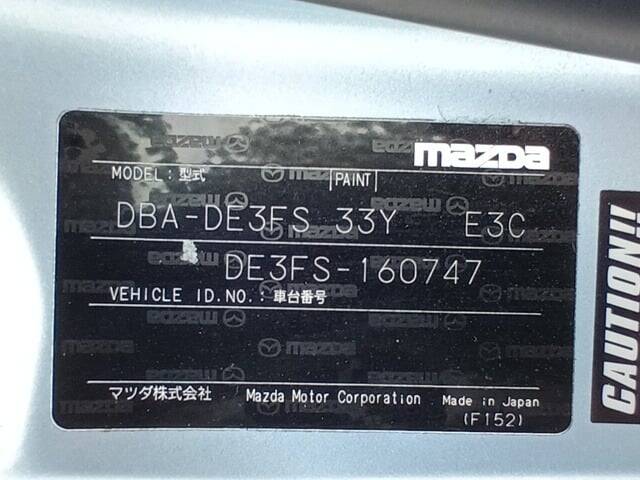 mazda
MODEL: 型式 PAINT
DBA-DE3FS 33Y E3C
DE3FS-160747
VEHICLE ID.NO.: 車台番号
マツダ株式会社 Mazda Motor Corporation Made in Japan
(F152)
CAUTION!!